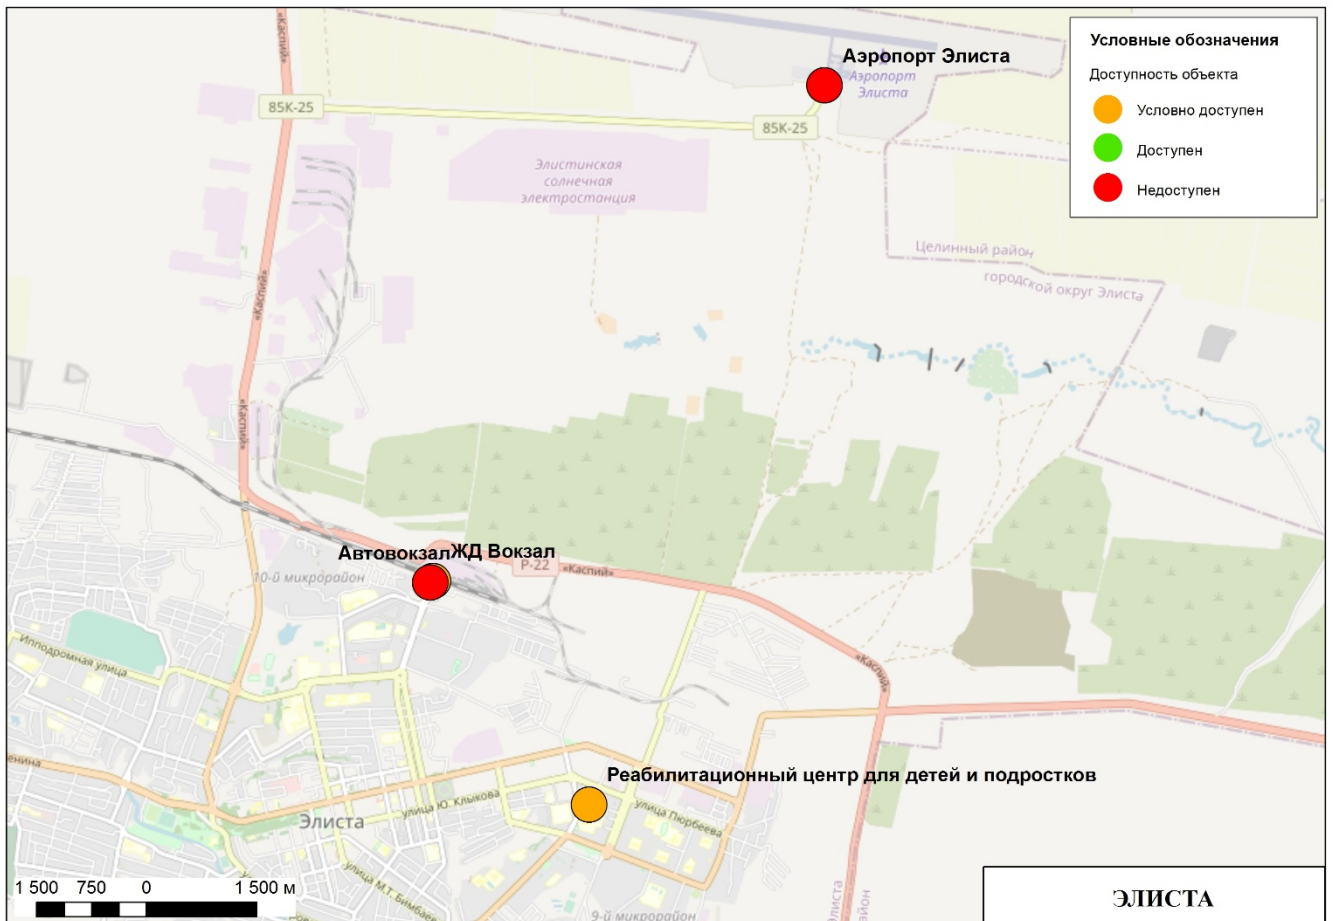 «Каспий»
Аэропорт Элиста
Аэропорт
Элиста
85К-25
85К-25
Условные обозначения
Доступность объекта
Условно доступен
Доступен
Недоступен
Элистинская
солнечная
электростанция
Целинный район
городской округ Элиста
«Каспий»
«Каспий»
АвтовокзалЖД Вокзал
10-й микрорайон
Р-22
«Каспий»
Ипподромная улица
«Каспий»
енина
Реабилитационный центр для детей и подростков
улица Ю. Клыкова
улица Пюрбеева
Элиста
улица М.Т. Бимбаев
1 500 750 0 1 500 м
9-й микрорайон
Элиста
район
ЭЛИСТА